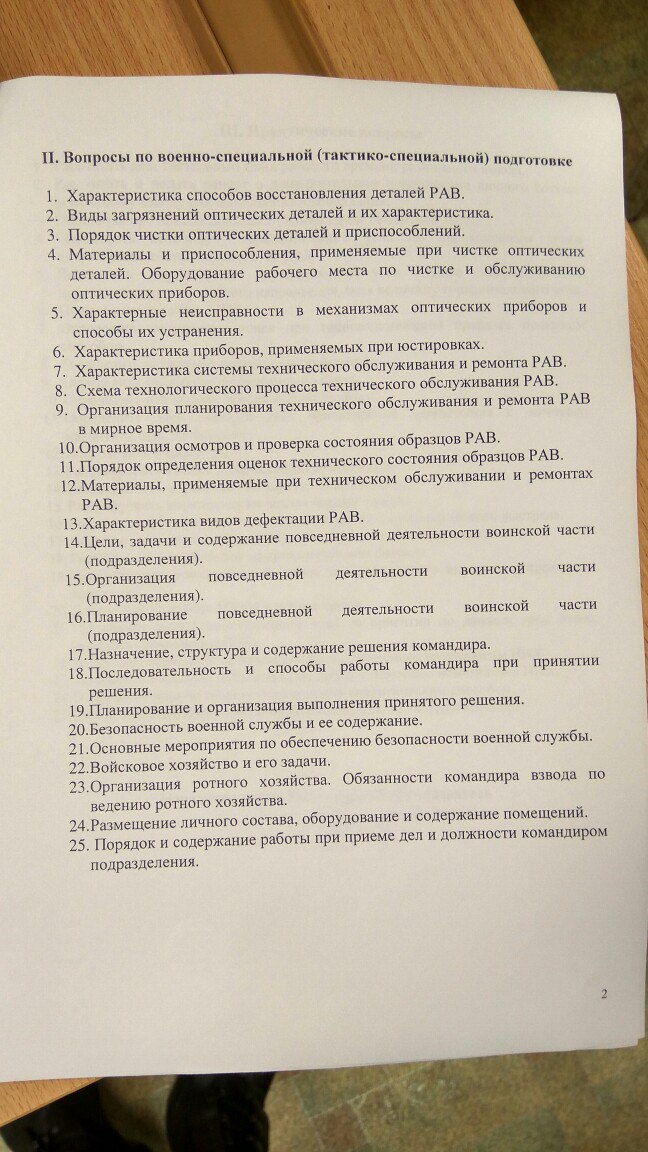 II. Вопросы по военно-специальной (тактико-специальной) подготовке
1. Характеристика способов восстановления деталей РАВ.
2. Виды загрязнений оптических деталей и их характеристика.
3. Порядок чистки оптических деталей и приспособлений.
4. Материалы и приспособления, применяемые при чистке оптических
деталей. Оборудование рабочего места по чистке и обслуживанию
оптических приборов.
5. Характерные неисправности в механизмах оптических приборов и
способы их устранения.
6. Характеристика приборов, применяемых при юстировках.
7. Характеристика системы технического обслуживания и ремонта РАВ.
8. Схема технологического процесса технического обслуживания РАВ.
9. Организация планирования технического обслуживания и ремонта РАВ
в мирное время.
10.Организация осмотров и проверка состояния образцов РАВ.
11.Порядок определения оценок технического состояния образцов РАВ.
12.Материалы, применяемые при техническом обслуживании и ремонтах
РАВ.
13.Характеристика видов дефектации РАВ.
14.Цели, задачи и содержание повседневной деятельности воинской части
(подразделения).
15.Организация повседневной деятельности воинской части
(подразделения).
16.Планирование повседневной деятельности воинской части
(подразделения).
17.Назначение, структура и содержание решения командира.
18.Последовательность и способы работы командира при принятии
решения.
19.Планирование и организация выполнения принятого решения.
20.Безопасность военной службы и ее содержание.
21.Основные мероприятия по обеспечению безопасности военной службы.
22.Войсковое хозяйство и его задачи.
23.Организация ротного хозяйства. Обязанности командира взвода по
ведению ротного хозяйства.
24.Размещение личного состава, оборудование и содержание помещений.
25. Порядок и содержание работы при приеме дел и должности командиром
подразделения.
2